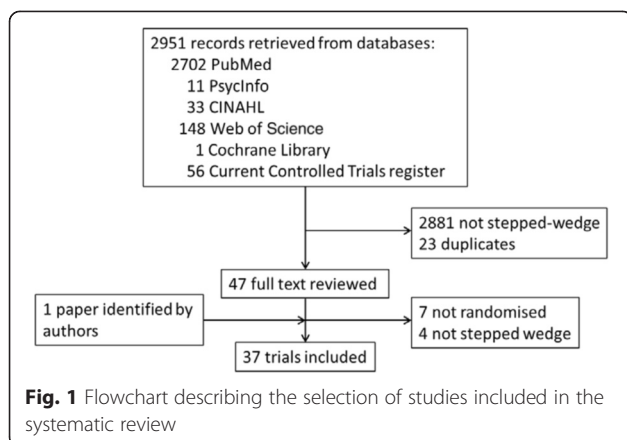 2951 records retrieved from databases:
2702 PubMed
11 PsycInfo
33 CINAHL
148 Web of Science
1 Cochrane Library
56 Current Controlled Trials register
2881 not stepped-wedge
23 duplicates
47 full text reviewed
1 paper identified by
authors
7 not randomised
4 not stepped wedge
37 trials included
Fig. 1 Flowchart describing the selection of studies included in the
systematic review